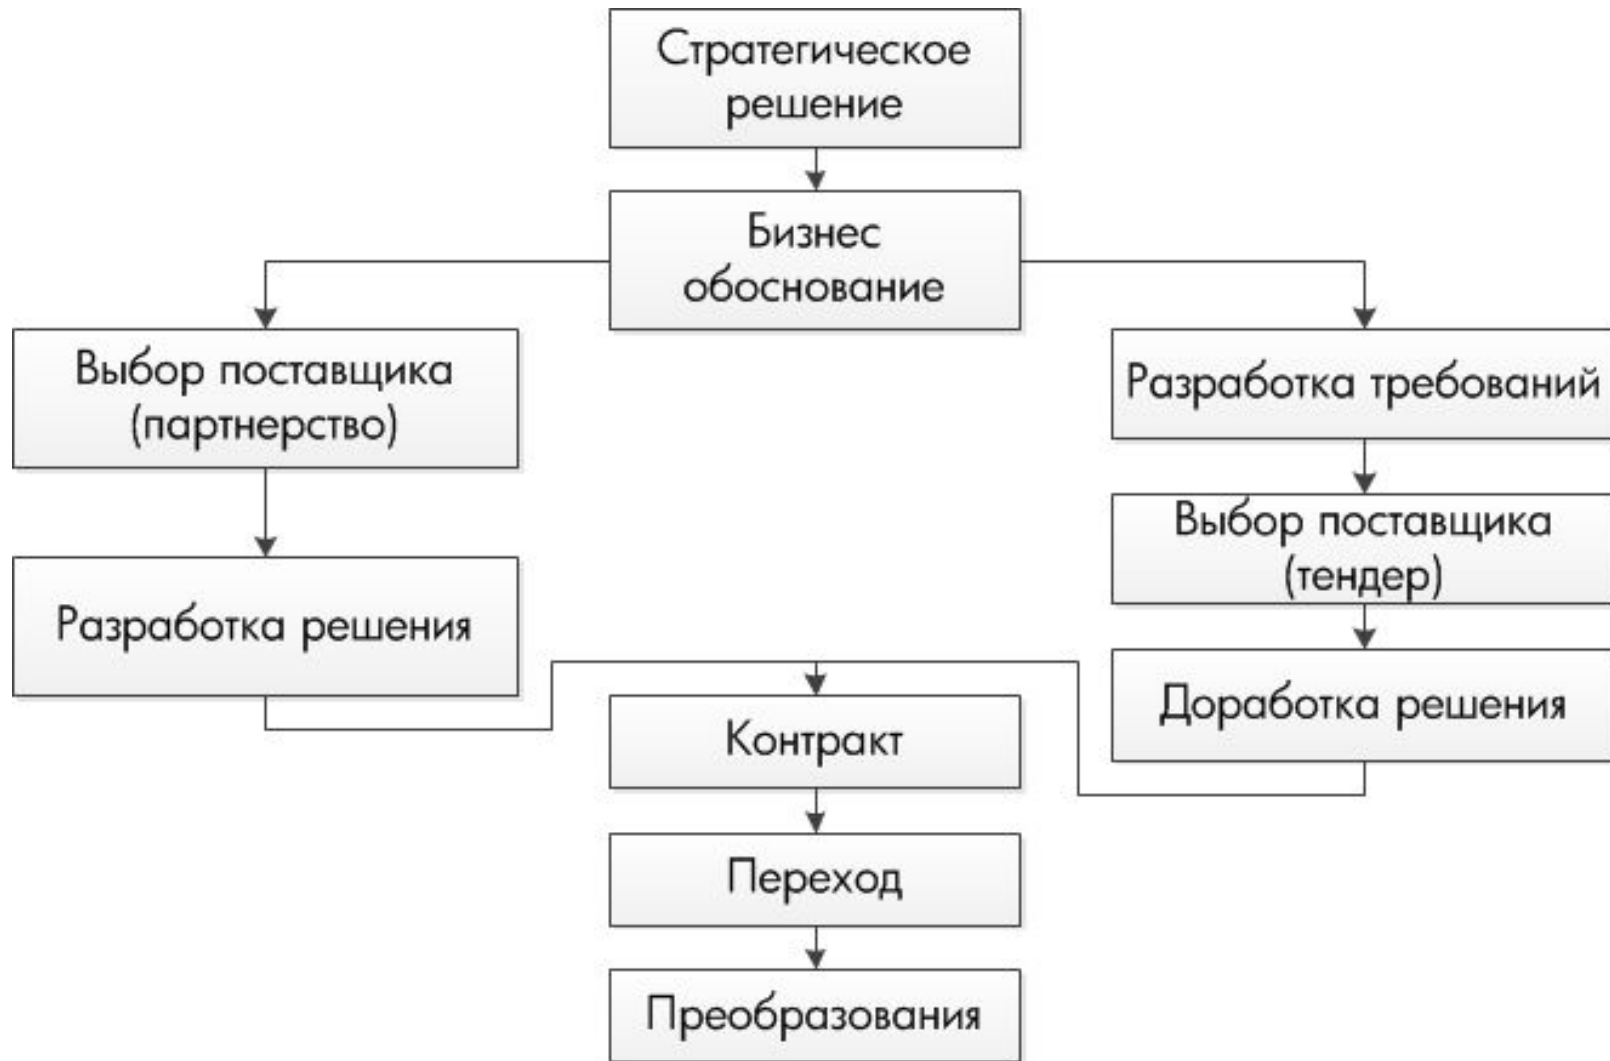 Стратегическое
решение
Бизнес
обоснование
Выбор поставщика
(партнерство)
Разработка решения
Разработка требований
Выбор поставщика
(тендер)
Доработка решения
Контракт
Переход
Преобразования